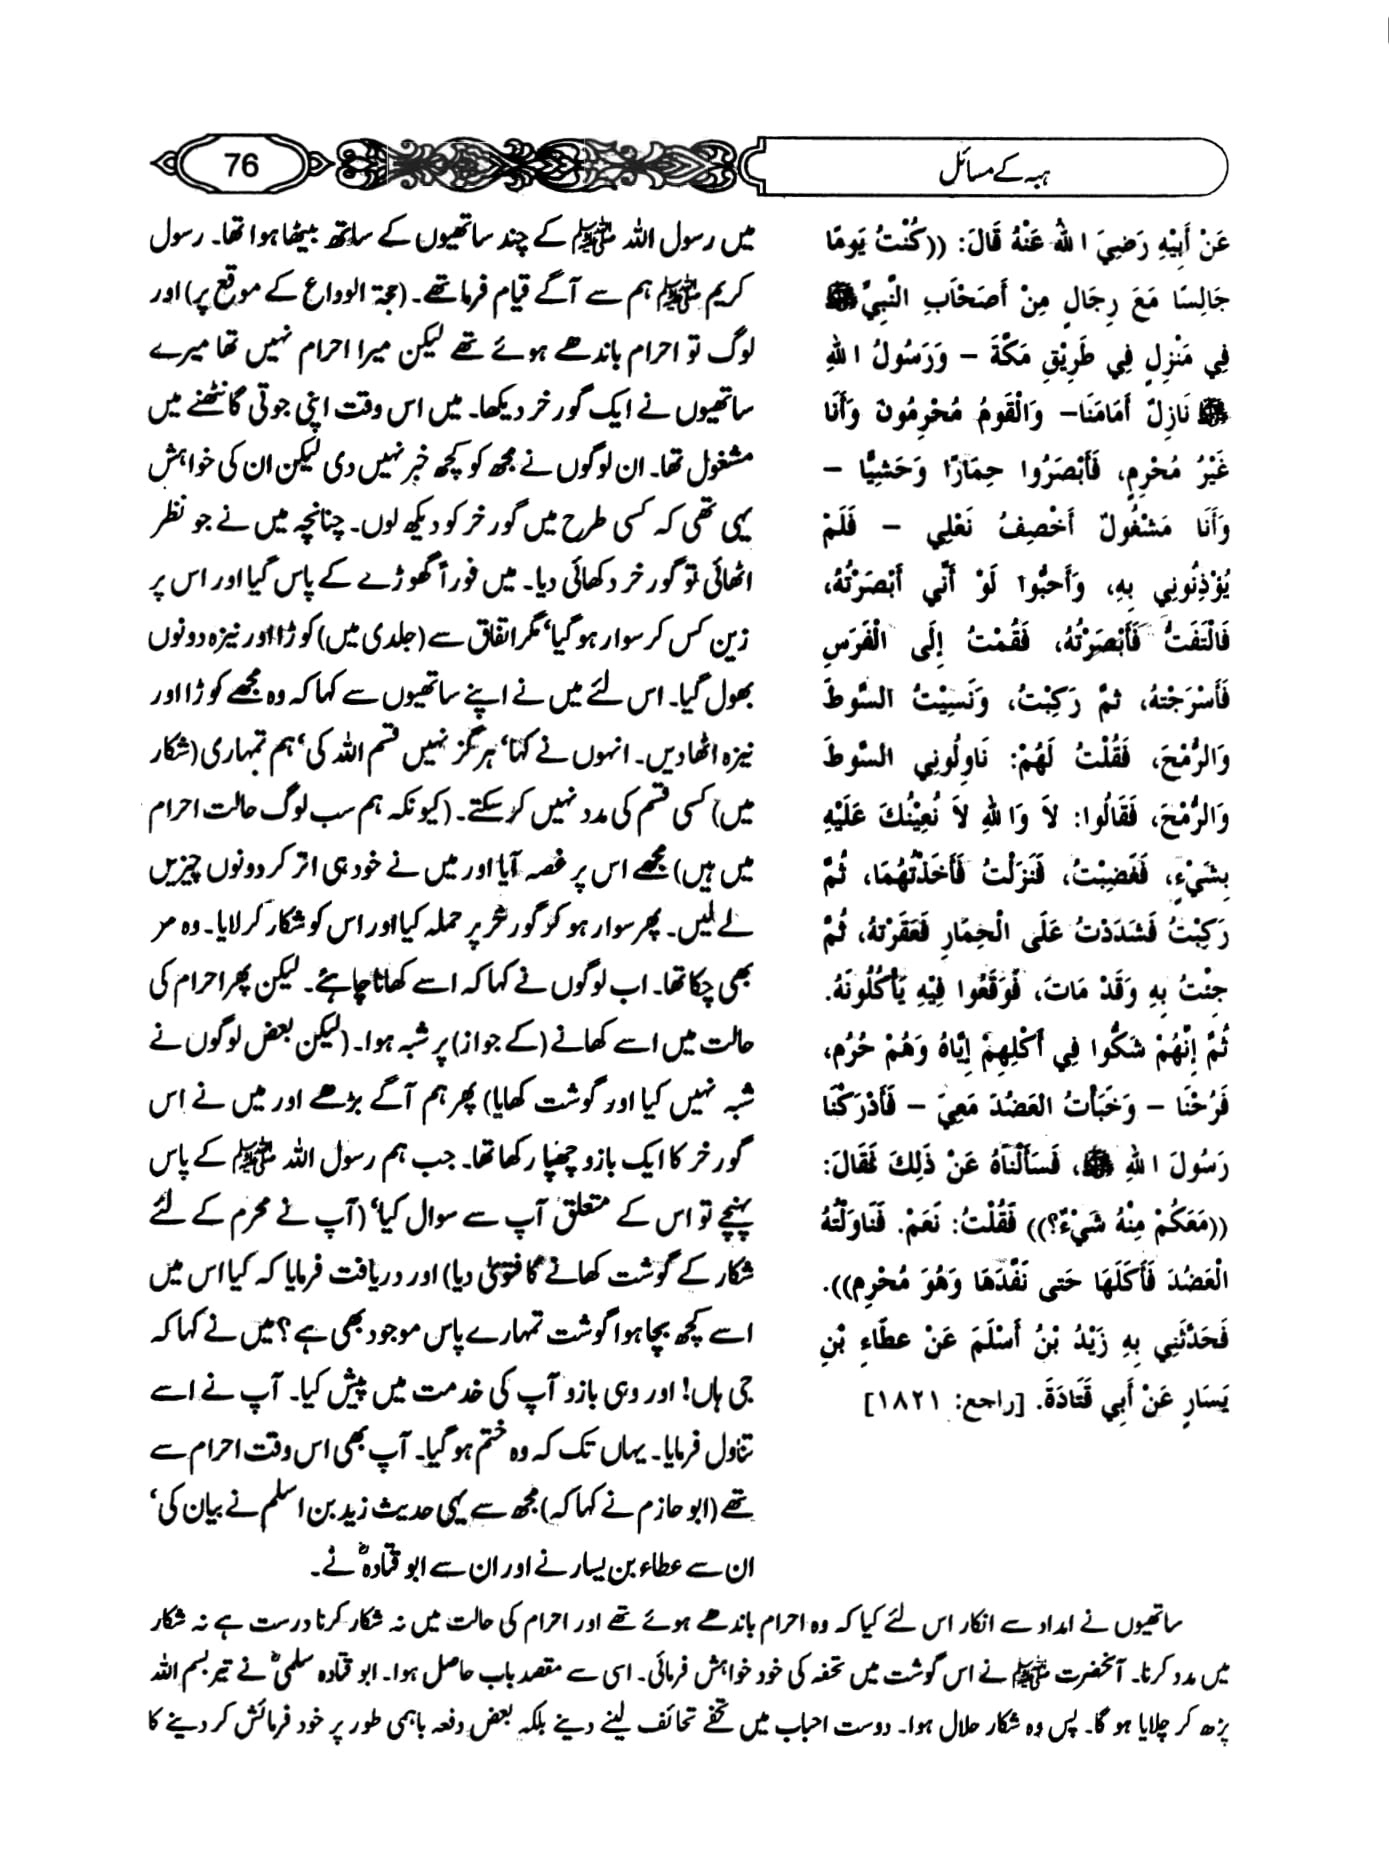 ہبہ کے مسائل
76
عَنْ أَبِيْهِ رَضِيَ اللهُ عَنْهُ قَالَ: ((كُنْتُ يَومًا
جَالِسًا مَعَ رِجَالٍ مِنْ أَصْحَابِ النَّبِيِّ ﷺ
فِي مَنْزِلٍ فِي طَرِيْقِ مَكَّةَ – وَرَسُولُ اللهِ
ﷺ نَازِلٌ أَمَامَنَا– وَالْقَومُ مُحْرِمُونَ وَأَنَا
غَيْرُ مُحْرِمٍ، فَأَبْصَرُوا حِمَارًا وَحَشِيًّا –
وَأَنَا مَشْغُولٌ أَخْصِفُ نَعْلِي – فَلَمْ
يُؤْذِنُونِي بِهِ، وَأَحَبُّوا لَوْ أَنِّي أَبْصَرْتُهُ،
فَالْتَفَتُّ فَأَبْصَرْتُهُ، فَقُمْتُ إِلَى الْفَرَسِ
فَأَسْرَجْتهُ، ثمَّ رَكِبْتُ، وَنَسِيْتُ السَّوطَ
وَالرُّمْحَ، فَقُلْتُ لَهُمْ: نَاوِلُونِي السَّوطَ
وَالرُّمْحَ، فَقَالُوا: لاَ وَاللهِ لاَ نُعِيْنُكَ عَلَيْهِ
بِشَيْءٍ، فَغَضِبْتُ، فَنَزَلْتُ فَأَخَذْتُهُمَا، ثُمَّ
رَكِبْتُ فَشَدَدْتُ عَلَى الْحِمَارِ فَعَقَرْتهُ، ثُمَّ
جِئتُ بِهِ وَقَدْ مَاتَ، فَوَقَعُوا فِيْهِ يَأْكُلُونَهُ.
ثُمَّ إِنَّهُمْ شَكُّوا فِي أَكْلِهِمْ إِيَّاهُ وَهُمْ حُرُم،
فَرُحْنَا – وَخَبَأْتُ العَضُدَ مَعِيَ – فَأَدْرَكْنَا
رَسُولَ اللهِ ﷺ، فَسَأَلْنَاهُ عَنْ ذَلِكَ فَقَالَ:
((مَعَكُمْ مِنْهُ شَيْءٌ؟)) فَقُلْتُ: نَعَمْ. فَنَاوَلْتُهُ
الْعَضُدَ فَأَكَلَهَا حَتى نَفَّدَهَا وَهُوَ مُحْرِم)).
فَحَدَّثَنِي بِهِ زَيْدُ بْنُ أَسْلَمَ عَنْ عطَّاءِ بْنِ
يَسَارٍ عَنْ أَبِي قَتَادَةَ. [راجع: ١٨٢١]
میں رسول اللہ ﷺ کے چند ساتھیوں کے ساتھ بیٹھا ہوا تھا۔ رسول
کریم ﷺ ہم سے آگے قیام فرما تھے۔ (حجۃ الوداع کے موقع پر) اور
لوگ تو احرام باندھے ہوئے تھے لیکن میرا احرام نہیں تھا میرے
ساتھیوں نے ایک گورخر دیکھا۔ میں اس وقت اپنی جوتی گانٹھنے میں
مشغول تھا۔ ان لوگوں نے مجھ کو کچھ خبر نہیں دی لیکن ان کی خواہش
یہی تھی کہ کسی طرح میں گورخر کو دیکھ لوں۔ چنانچہ میں نے جو نظر
اٹھائی تو گورخر دکھائی دیا۔ میں فوراً گھوڑے کے پاس گیا اور اس پر
زین کس کر سوار ہو گیا‘ مگر اتفاق سے (جلدی میں) کوڑا اور نیزہ دونوں
بھول گیا۔ اس لئے میں نے اپنے ساتھیوں سے کہا کہ وہ مجھے کوڑا اور
نیزہ اٹھا دیں۔ انہوں نے کہا‘ ہرگز نہیں قسم اللہ کی‘ ہم تمہاری (شکار
میں) کسی قسم کی مدد نہیں کر سکتے۔ (کیونکہ ہم سب لوگ حالت احرام
میں ہیں) مجھے اس پر غصہ آیا اور میں نے خود ہی اتر کر دونوں چیزیں
لے لیں۔ پھر سوار ہو کو گورخر پر حملہ کیا اور اس کو شکار کر لایا۔ وہ مر
بھی چکا تھا۔ اب لوگوں نے کہا کہ اسے کھانا چاہئے۔ لیکن پھر احرام کی
حالت میں اسے کھانے (کے جواز) پر شبہ ہوا۔ (لیکن بعض لوگوں نے
شبہ نہیں کیا اور گوشت کھایا) پھر ہم آگے بڑھے اور میں نے اس
گورخر کا ایک بازو چھپا رکھا تھا۔ جب ہم رسول اللہ ﷺ کے پاس
پہنچے تو اس کے متعلق آپ سے سوال کیا‘ (آپ نے محرم کے لئے
شکار کے گوشت کھانے کا فتویٰ دیا) اور دریافت فرمایا کہ کیا اس میں
اسے کچھ بچا ہوا گوشت تمہارے پاس موجود بھی ہے؟ میں نے کہا کہ
جی ہاں! اور وہی بازو آپ کی خدمت میں پیش کیا۔ آپ نے اسے
تناول فرمایا۔ یہاں تک کہ وہ ختم ہو گیا۔ آپ بھی اس وقت احرام سے
تھے (ابو حازم نے کہا کہ) مجھ سے یہی حدیث زید بن اسلم نے بیان کی‘
ان سے عطاء بن یسار نے اور ان سے ابو قتادہؓ نے۔
ساتھیوں نے امداد سے انکار اس لئے کیا کہ وہ احرام باندھے ہوئے تھے اور احرام کی حالت میں نہ شکار کرنا درست ہے نہ شکار
میں مدد کرنا۔ آنحضرت ﷺ نے اس گوشت میں تحفہ کی خود خواہش فرمائی۔ اسی سے مقصد باب حاصل ہوا۔ ابو قتادہ سلمیؓ نے تیر بسم اللہ
پڑھ کر چلایا ہو گا۔ پس وہ شکار حلال ہوا۔ دوست احباب میں تحفے تحائف لینے دینے بلکہ بعض دفعہ باہمی طور پر خود فرمائش کر دینے کا